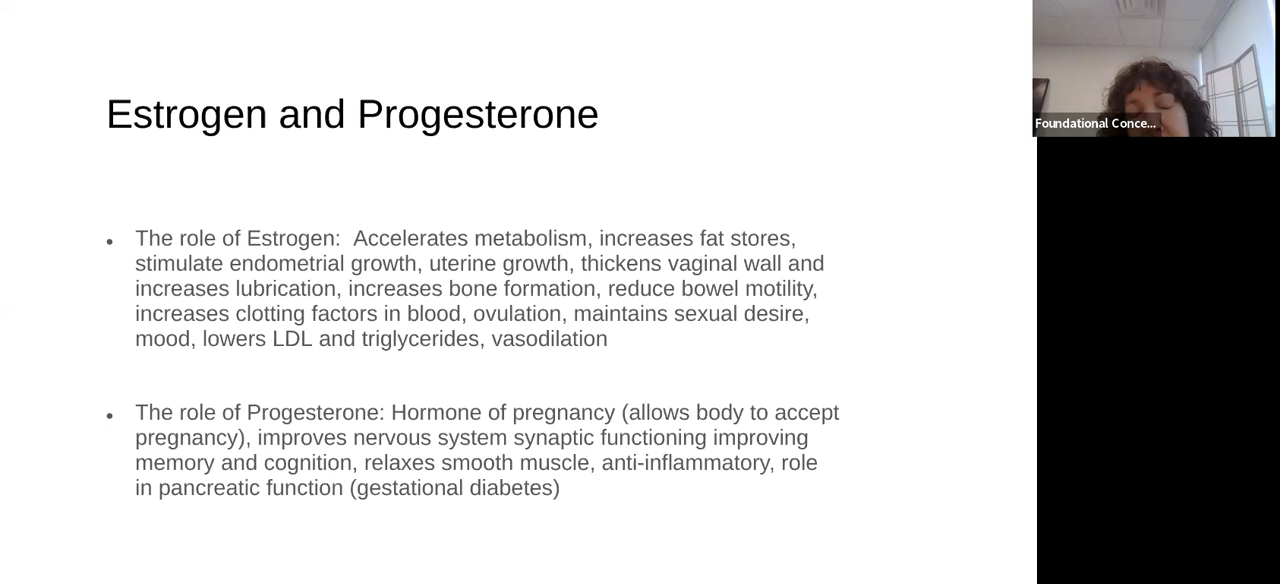 Estrogen and Progesterone
Foundational Conce...
• The role of Estrogen:  Accelerates metabolism, increases fat stores,
stimulate endometrial growth, uterine growth, thickens vaginal wall and
increases lubrication, increases bone formation, reduce bowel motility,
increases clotting factors in blood, ovulation, maintains sexual desire,
mood, lowers LDL and triglycerides, vasodilation
• The role of Progesterone: Hormone of pregnancy (allows body to accept
pregnancy), improves nervous system synaptic functioning improving
memory and cognition, relaxes smooth muscle, anti-inflammatory, role
in pancreatic function (gestational diabetes)